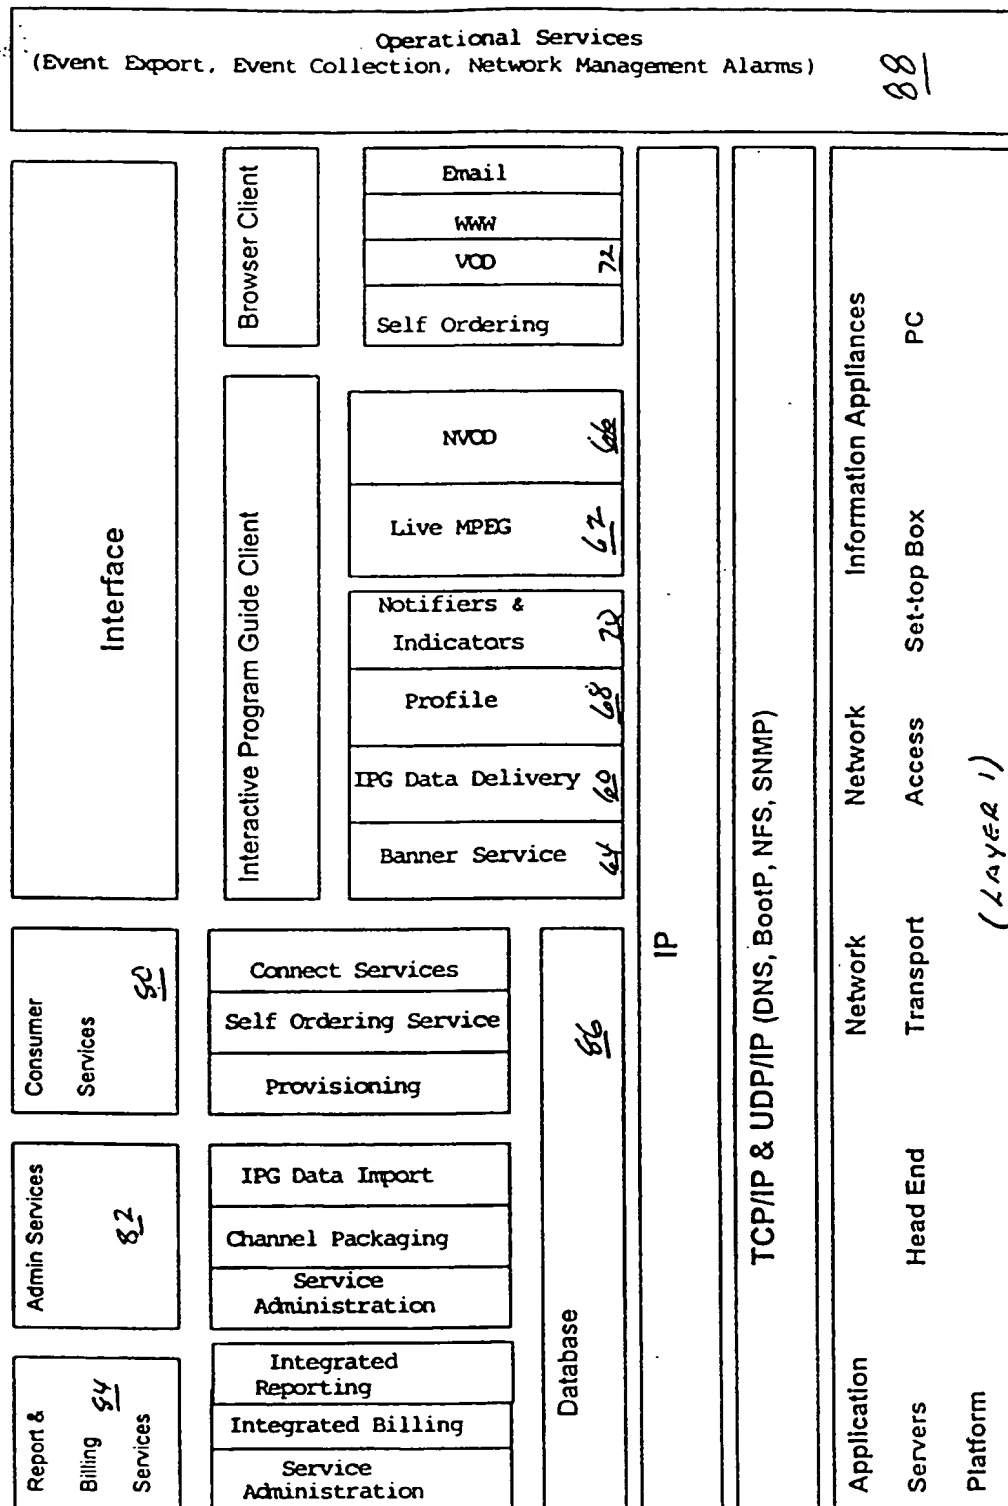 Operational Services
(Event Export, Event Collection, Network Management Alarms)
88
Interface
Browser Client
Email
WWW
VOD
72
Self Ordering
Interactive Program Guide Client
NVOD
66
Live MPEG
62
Notifiers &
Indicators
70
Profile
68
IPG Data Delivery
60
Banner Service
64
Consumer
Services
80
Connect Services
Self Ordering Service
Provisioning
Admin Services
82
IPG Data Import
Channel Packaging
Service
Administration
Report &
Billing
Services
84
Integrated
Reporting
Integrated Billing
Service
Administration
Database
86
IP
TCP/IP & UDP/IP (DNS, BootP, NFS, SNMP)
Application
Servers
Platform
Head End
Network
Transport
Network
Access
Information Appliances
Set-top Box
PC
(LAYER 1)